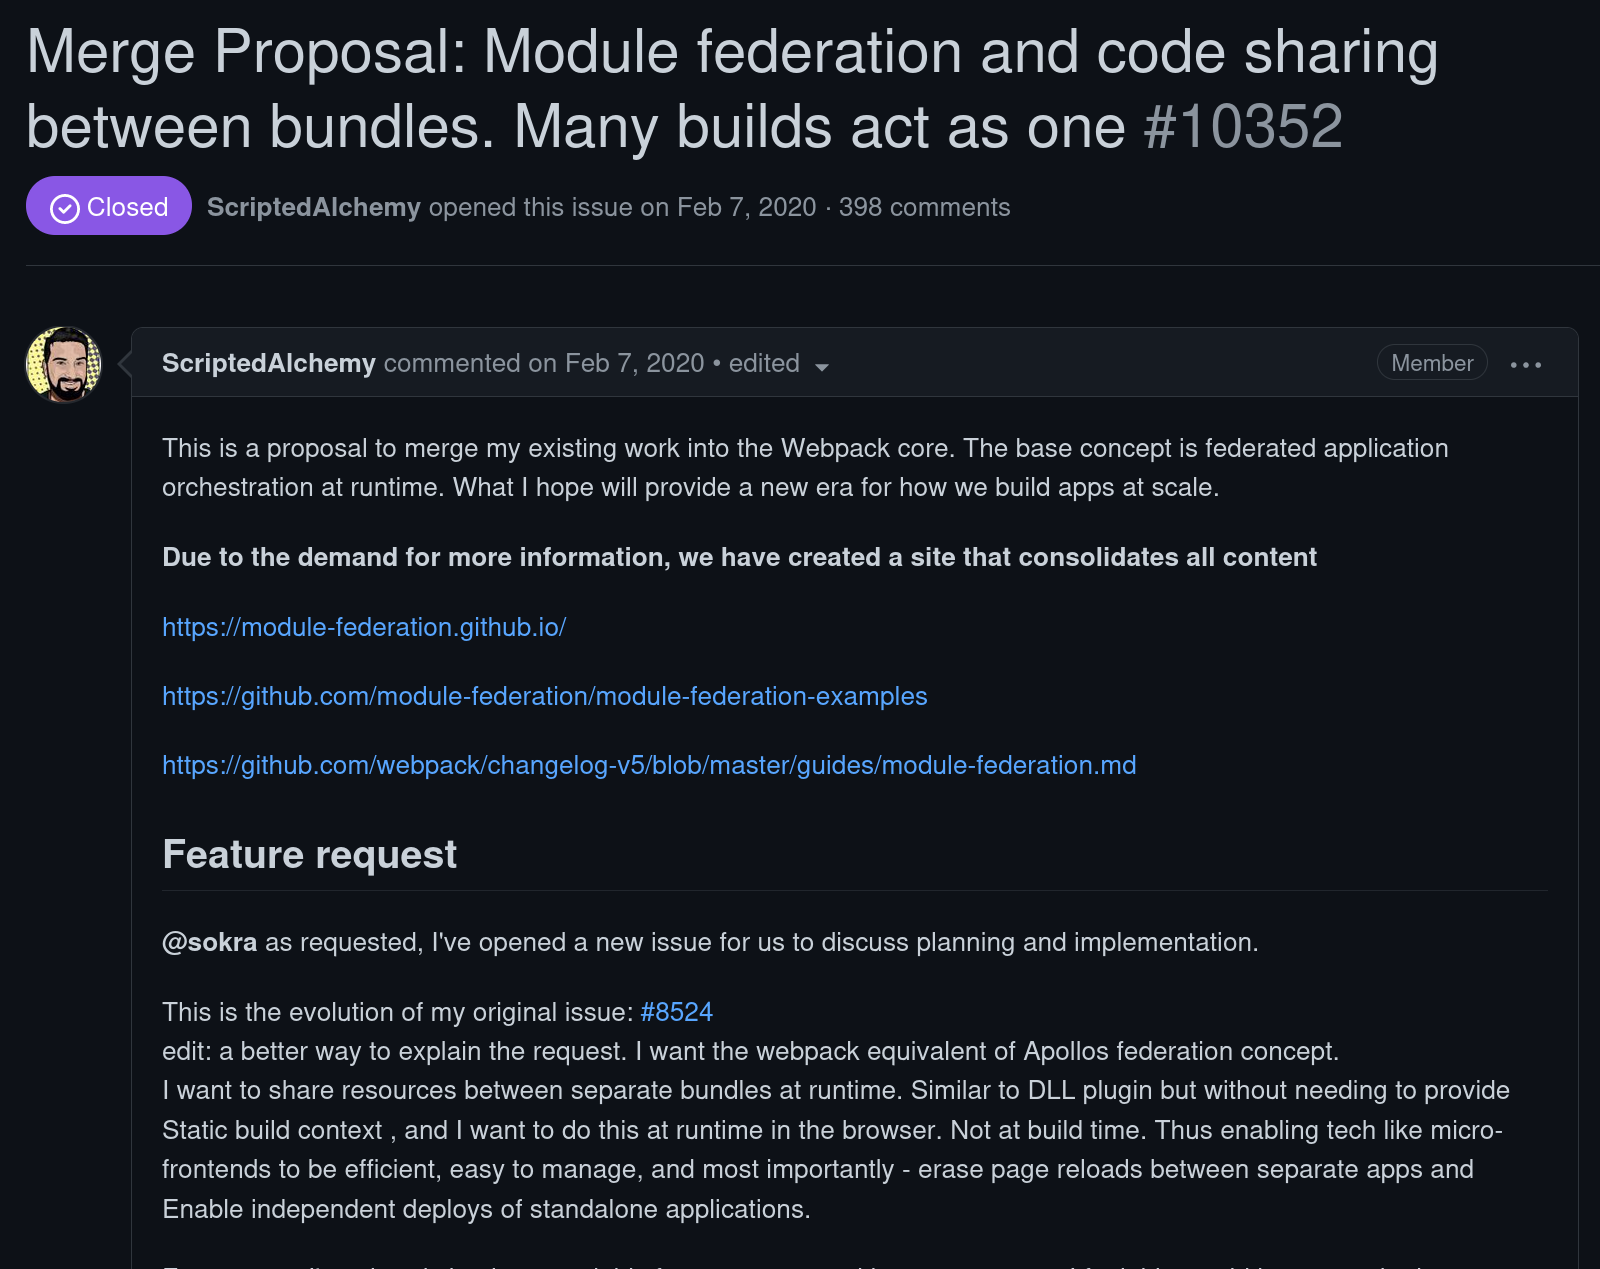 Merge Proposal: Module federation and code sharing
between bundles. Many builds act as one #10352
Closed ScriptedAlchemy opened this issue on Feb 7, 2020 · 398 comments
ScriptedAlchemy commented on Feb 7, 2020 • edited Member ...
This is a proposal to merge my existing work into the Webpack core. The base concept is federated application
orchestration at runtime. What I hope will provide a new era for how we build apps at scale.
Due to the demand for more information, we have created a site that consolidates all content
https://module-federation.github.io/
https://github.com/module-federation/module-federation-examples
https://github.com/webpack/changelog-v5/blob/master/guides/module-federation.md
Feature request
@sokra as requested, I've opened a new issue for us to discuss planning and implementation.
This is the evolution of my original issue: #8524
edit: a better way to explain the request. I want the webpack equivalent of Apollos federation concept.
I want to share resources between separate bundles at runtime. Similar to DLL plugin but without needing to provide
Static build context , and I want to do this at runtime in the browser. Not at build time. Thus enabling tech like micro-
frontends to be efficient, easy to manage, and most importantly - erase page reloads between separate apps and
Enable independent deploys of standalone applications.